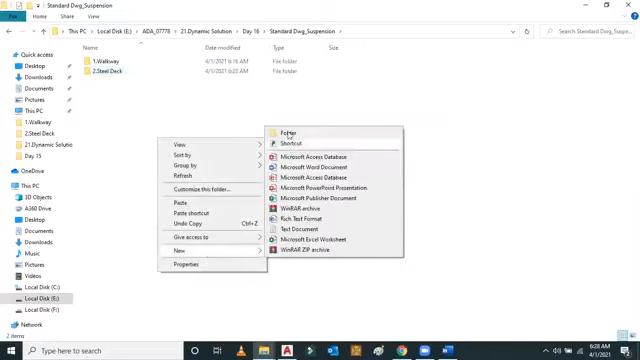 Standard Dwg_Suspension
File Home Share View
This PC > Local Disk (E:) > ADA_07778 > 21.Dynamic Solution > Day 16 > Standard Dwg_Suspension >
Search Standard Dwg_Suspension
Name Date modified Type Size
Quick access
Desktop
Downloads
Documents
Pictures
This PC
1.Walkway
2.Steel Deck
21.Dynamic Solutio
Day 15
OneDrive
This PC
3D Objects
A360 Drive
Desktop
Documents
Downloads
Music
Pictures
Videos
Local Disk (C:)
Local Disk (E:)
Local Disk (F:)
Network
1.Walkway 4/1/2021 6:16 AM File folder
2.Steel Deck 4/1/2021 6:23 AM File folder
View
Sort by
Group by
Refresh
Customize this folder...
Paste
Paste shortcut
Undo Copy Ctrl+Z
Give access to
New
Properties
Folder
Shortcut
Microsoft Access Database
Microsoft Word Document
Microsoft Access Database
Microsoft PowerPoint Presentation
Microsoft Publisher Document
WinRAR archive
Rich Text Format
Text Document
Microsoft Excel Worksheet
WinRAR ZIP archive
2 items
Type here to search
6:28 AM
4/1/2021